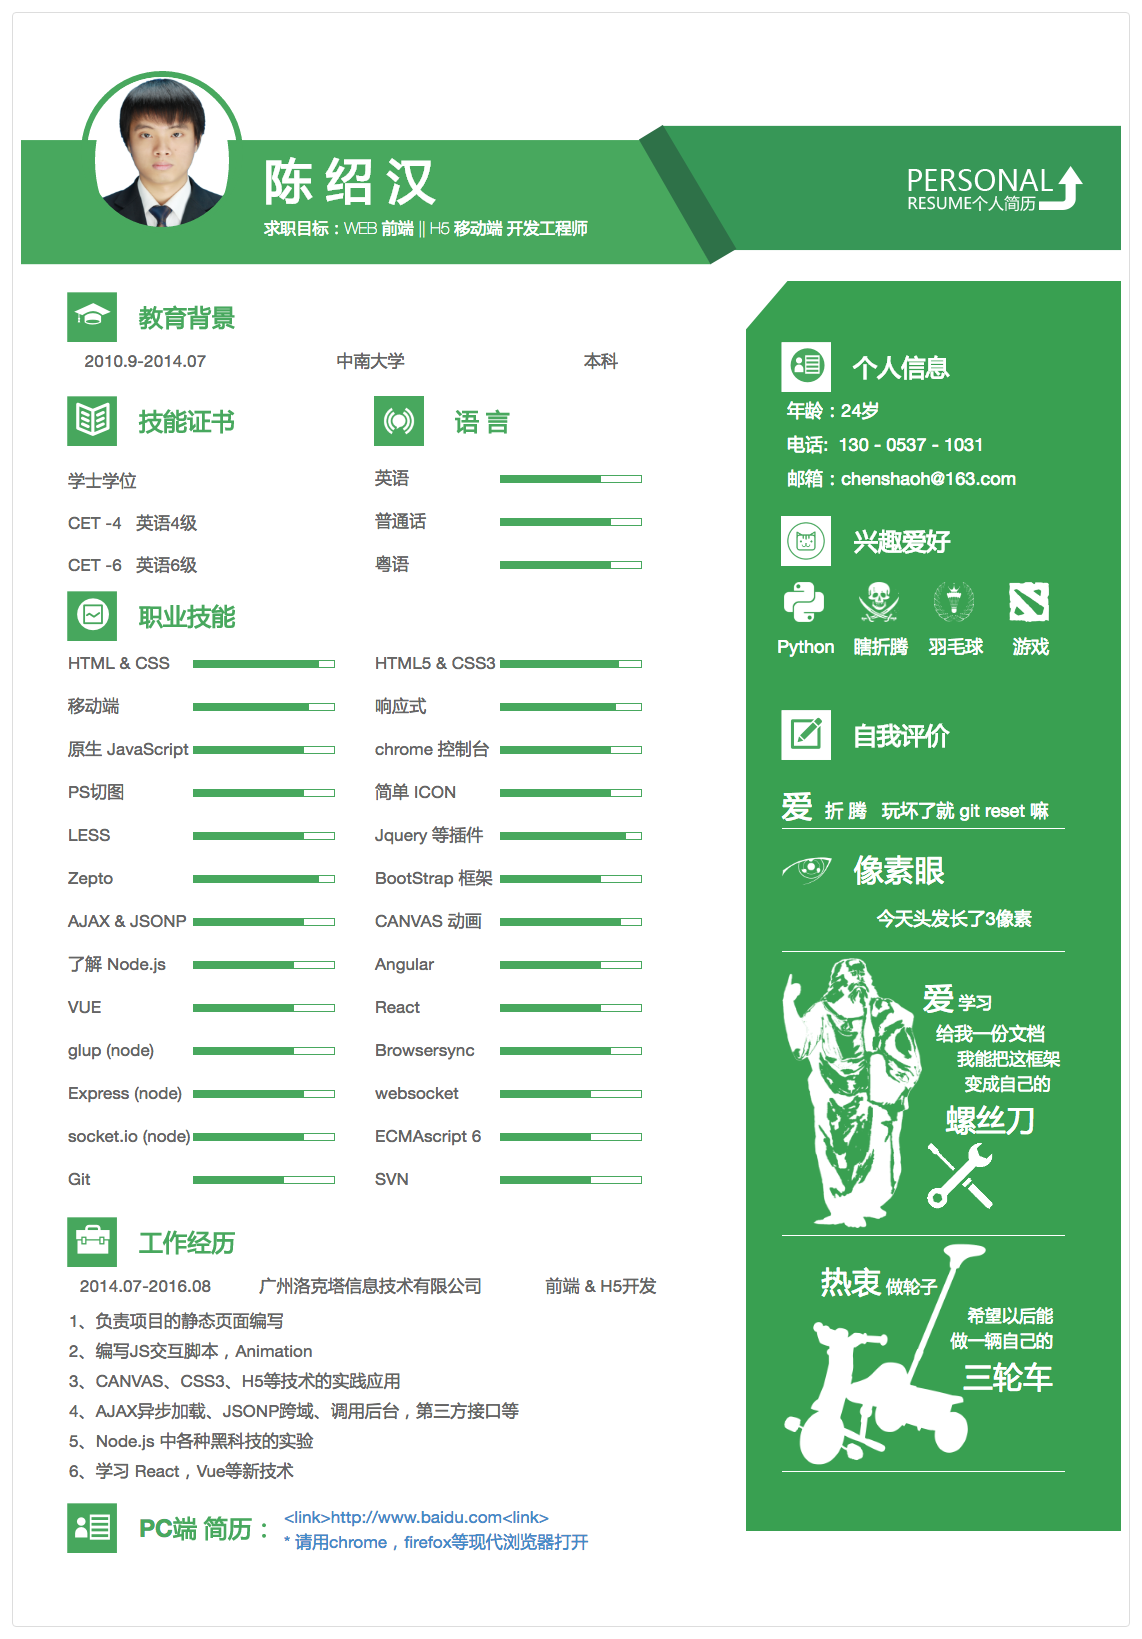 陈绍汉
求职目标：WEB 前端 || H5 移动端 开发工程师
PERSONAL
RESUME个人简历
教育背景
2010.9-2014.07 中南大学 本科
技能证书
学士学位
CET -4 英语4级
CET -6 英语6级
语 言
英语
普通话
粤语
职业技能
HTML & CSS HTML5 & CSS3
移动端 响应式
原生 JavaScript chrome 控制台
PS切图 简单 ICON
LESS Jquery 等插件
Zepto BootStrap 框架
AJAX & JSONP CANVAS 动画
了解 Node.js Angular
VUE React
glup (node) Browsersync
Express (node) websocket
socket.io (node) ECMAscript 6
Git SVN
工作经历
2014.07-2016.08 广州洛克塔信息技术有限公司 前端 & H5开发
1、负责项目的静态页面编写
2、编写JS交互脚本，Animation
3、CANVAS、CSS3、H5等技术的实践应用
4、AJAX异步加载、JSONP跨域、调用后台，第三方接口等
5、Node.js 中各种黑科技的实验
6、学习 React，Vue等新技术
PC端 简历：
<link>http://www.baidu.com<link>
* 请用chrome，firefox等现代浏览器打开
个人信息
年龄：24岁
电话: 130 - 0537 - 1031
邮箱：chenshaoh@163.com
兴趣爱好
Python 瞎折腾 羽毛球 游戏
自我评价
爱 折 腾 玩坏了就 git reset 嘛
像素眼
今天头发长了3像素
爱 学习
给我一份文档
我能把这框架
变成自己的
螺丝刀
热衷 做轮子
希望以后能
做一辆自己的
三轮车